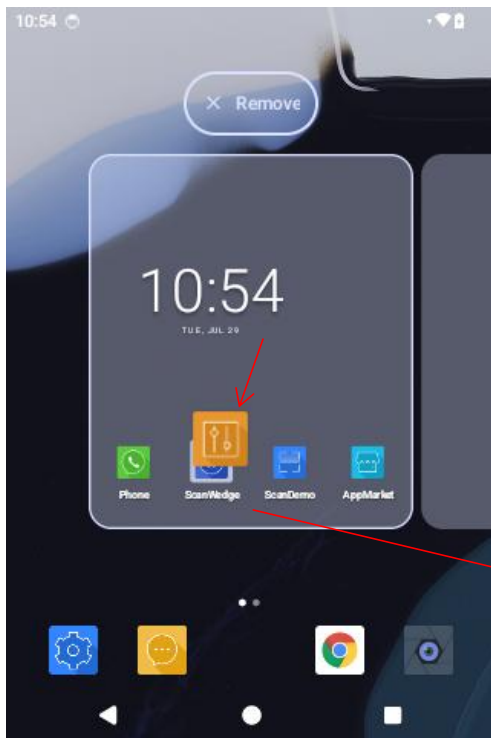 10:54
× Remove
10:54
TUE, JUL 29
Phone ScanWedge ScanDemo AppMarket